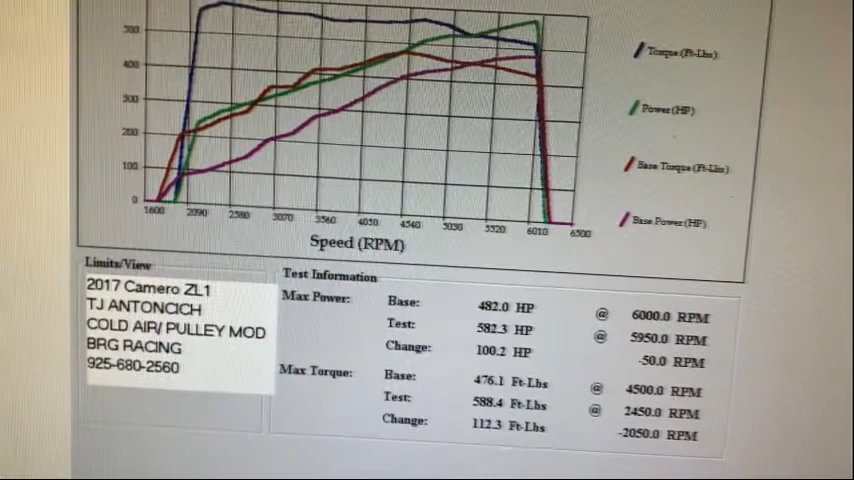 500
400
300
200
100
0
1600 2090 2580 3070 3560 4050 4540 5030 5520 6010 6500
Speed (RPM)
Torque (Ft-Lbs)
Power (HP)
Base Torque (Ft-Lbs)
Base Power (HP)
Limits/View
2017 Camero ZL1
TJ ANTONCICH
COLD AIR/ PULLEY MOD
BRG RACING
925-680-2560
Test Information
Max Power: Base: 482.0 HP @ 6000.0 RPM
Test: 582.3 HP @ 5950.0 RPM
Change: 100.2 HP -50.0 RPM
Max Torque: Base: 476.1 Ft-Lbs @ 4500.0 RPM
Test: 588.4 Ft-Lbs @ 2450.0 RPM
Change: 112.3 Ft-Lbs -2050.0 RPM